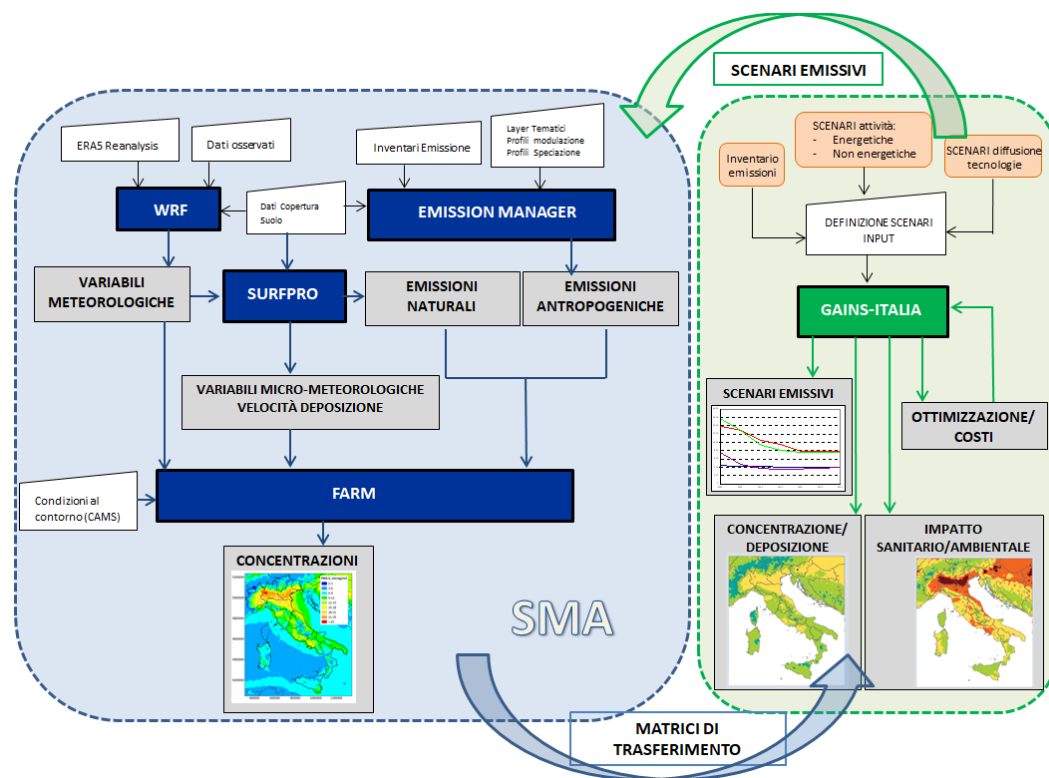 SCENARI EMISSIVI
ERA5 Reanalysis
Dati osservati
Inventari Emissione
Layer Tematici
Profili modulazione
Profili Speciazione
WRF
Dati Copertura
Suolo
EMISSION MANAGER
VARIABILI
METEOROLOGICHE
SURFPRO
EMISSIONI
NATURALI
EMISSIONI
ANTROPOGENICHE
VARIABILI MICRO-METEOROLOGICHE
VELOCITÀ DEPOSIZIONE
Condizioni al
contorno (CAMS)
FARM
CONCENTRAZIONI
SMA
SCENARI attività:
- Energetiche
- Non energetiche
Inventario
emissioni
SCENARI diffusione
tecnologie
DEFINIZIONE SCENARI
INPUT
GAINS-ITALIA
SCENARI EMISSIVI
OTTIMIZZAZIONE/
COSTI
CONCENTRAZIONE/
DEPOSIZIONE
IMPATTO
SANITARIO/AMBIENTALE
MATRICI DI
TRASFERIMENTO